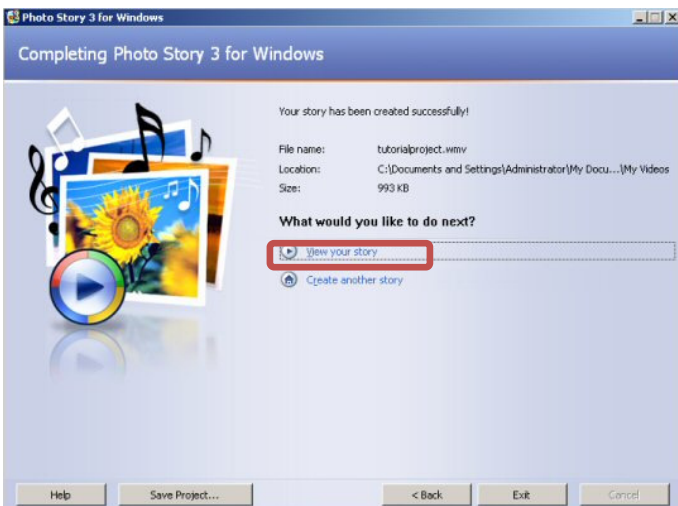 Photo Story 3 for Windows
Completing Photo Story 3 for Windows
Your story has been created successfully!
File name: tutorialproject.wmv
Location: C:\Documents and Settings\Administrator\My Docu...\My Videos
Size: 993 KB
What would you like to do next?
View your story
Create another story
Help Save Project... < Back Exit Cancel